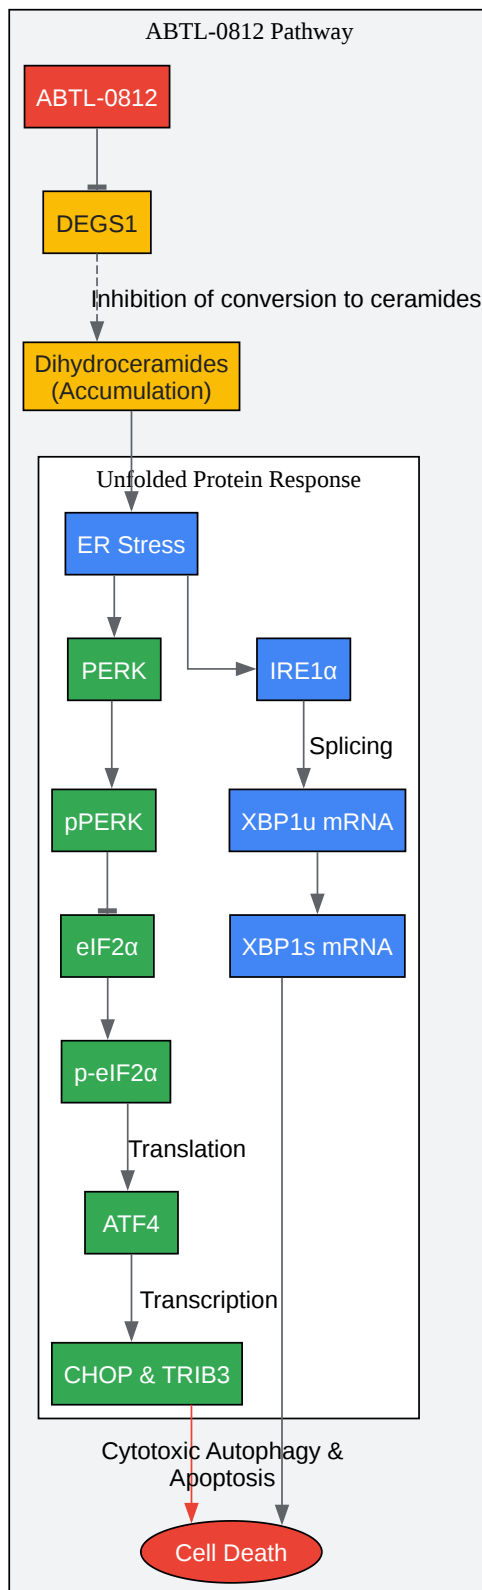 ABTL-0812 Pathway
ABTL-0812
DEGS1
Inhibition of conversion to ceramides
Dihydroceramides
(Accumulation)
Unfolded Protein Response
ER Stress
PERK
IRE1α
Splicing
pPERK
XBP1u mRNA
eIF2α
XBP1s mRNA
p-eIF2α
Translation
ATF4
Transcription
CHOP & TRIB3
Cytotoxic Autophagy &
Apoptosis
Cell Death